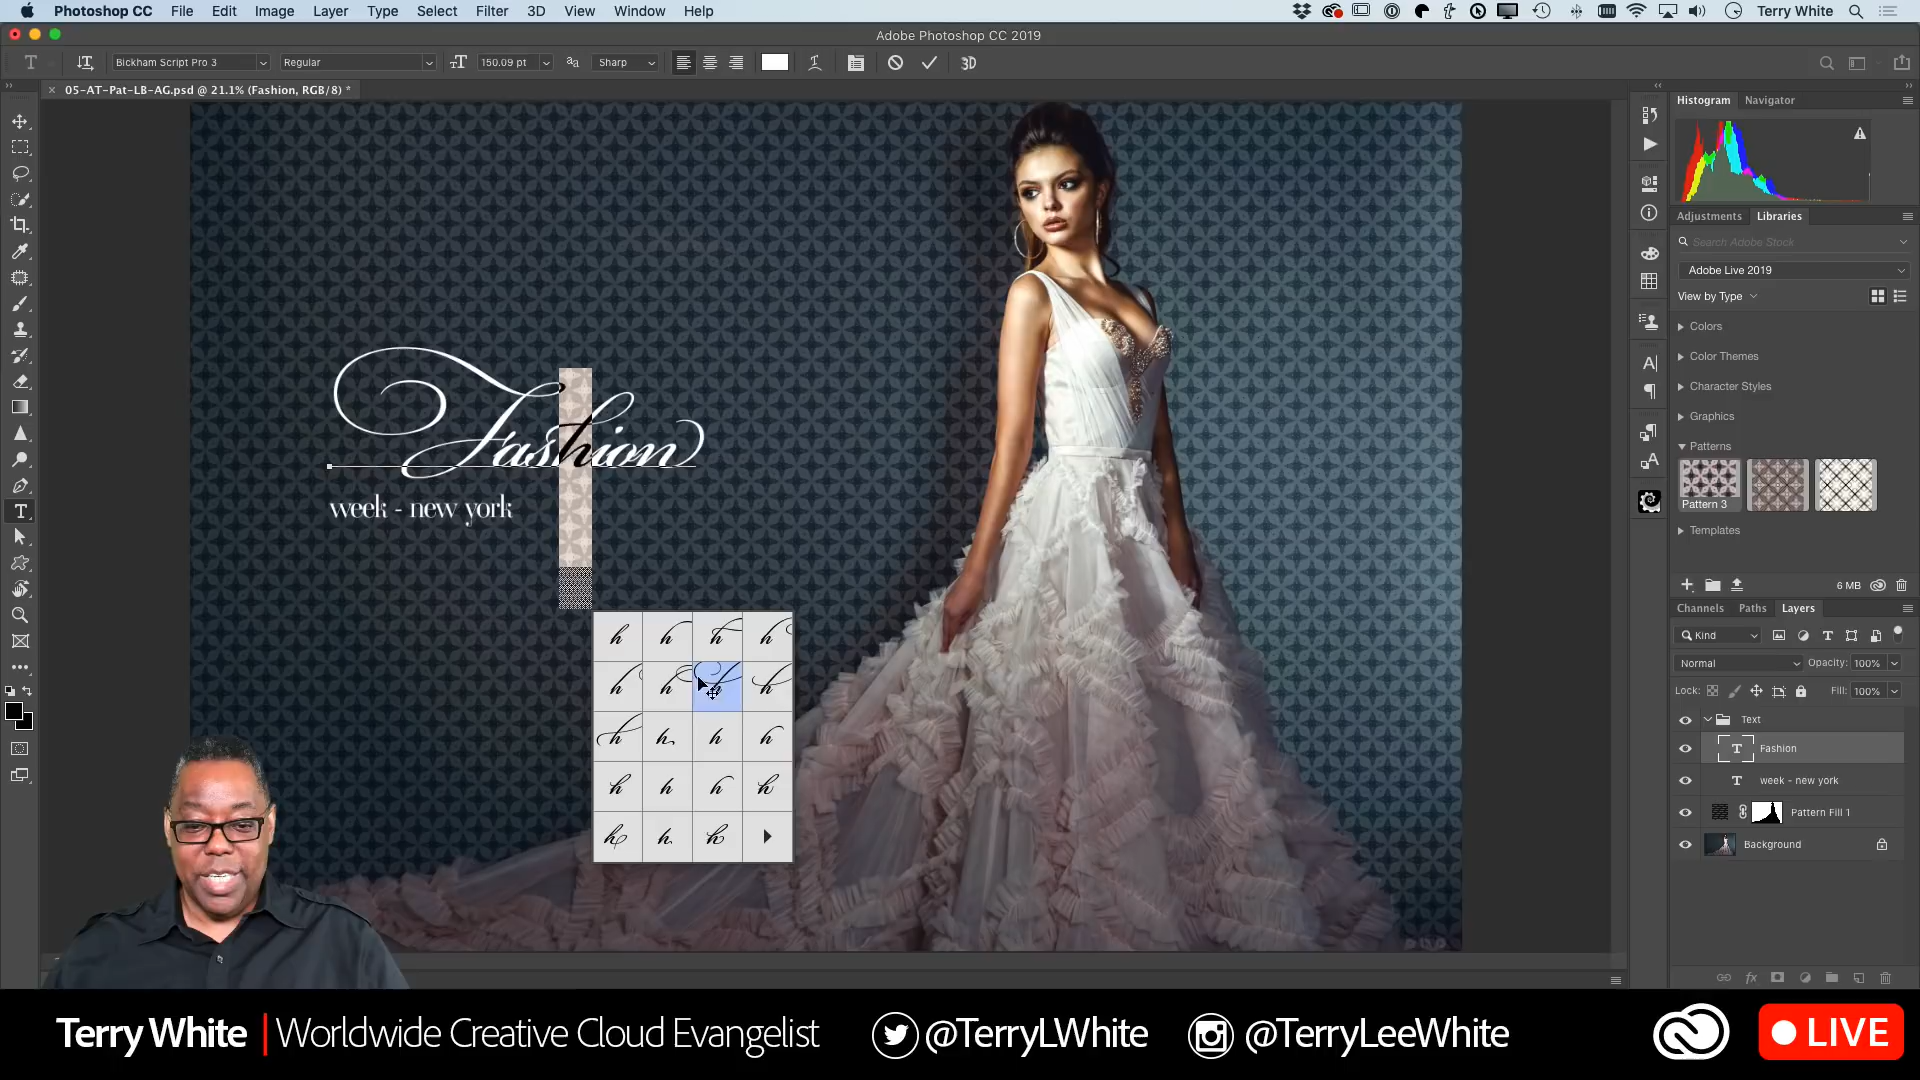 Photoshop CC File Edit Image Layer Type Select Filter 3D View Window Help Terry White
Adobe Photoshop CC 2019
Bickham Script Pro 3 Regular 150.09 pt Sharp 3D
05-AT-Pat-LB-AG.psd @ 21.1% (Fashion, RGB/8) *
Histogram Navigator
Adjustments Libraries
Search Adobe Stock
Adobe Live 2019
View by Type
Colors
Color Themes
Character Styles
Graphics
Patterns
Pattern 3
Templates
6 MB
Channels Paths Layers
Kind
Normal Opacity: 100%
Lock: Fill: 100%
Text
Fashion
week - new york
Pattern Fill 1
Background
Fashion
week - new york
h h h h
h h h h
h h h h
h h h h
h h h
Terry White | Worldwide Creative Cloud Evangelist @TerryLWhite @TerryLeeWhite LIVE